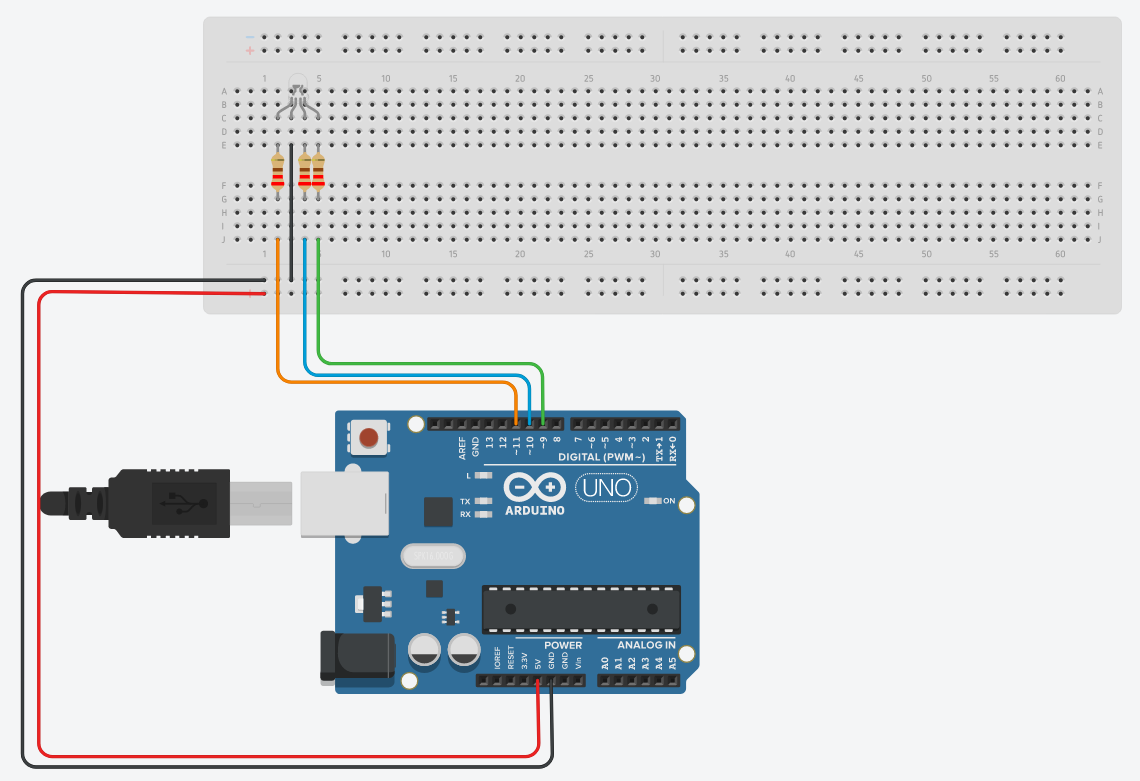 −
+
1 5 10 15 20 25 30 35 40 45 50 55 60
A A
B B
C C
D D
E E
F F
G G
H H
I I
J J
1 10 15 20 25 30 35 40 45 50 55 60
AREF GND 13 12 ~11 ~10 ~9 8 7 ~6 ~5 4 ~3 2 TX→1 RX←0
DIGITAL (PWM~)
L
TX
RX
UNO
ON
ARDUINO
POWER ANALOG IN
IOREF RESET 3.3V 5V GND GND Vin A0 A1 A2 A3 A4 A5